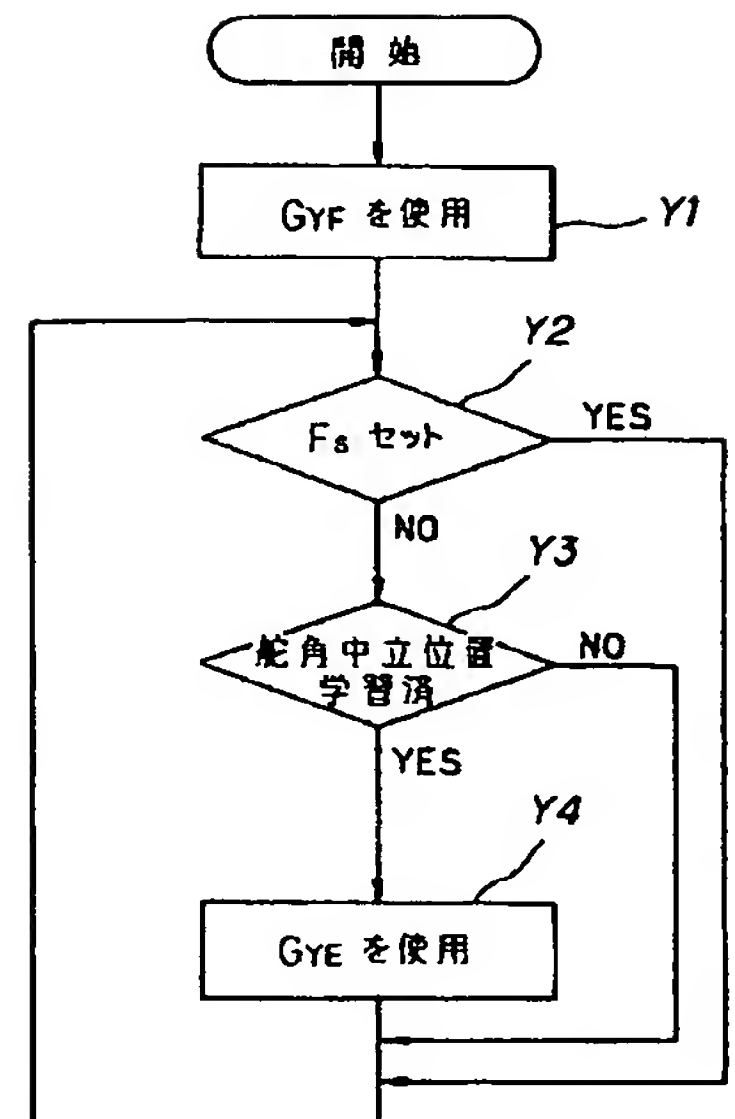 開始
GYF を使用
Y1
Y2
Fs セット
YES
NO
Y3
舵角中立位置
学習済
NO
YES
Y4
GYE を使用